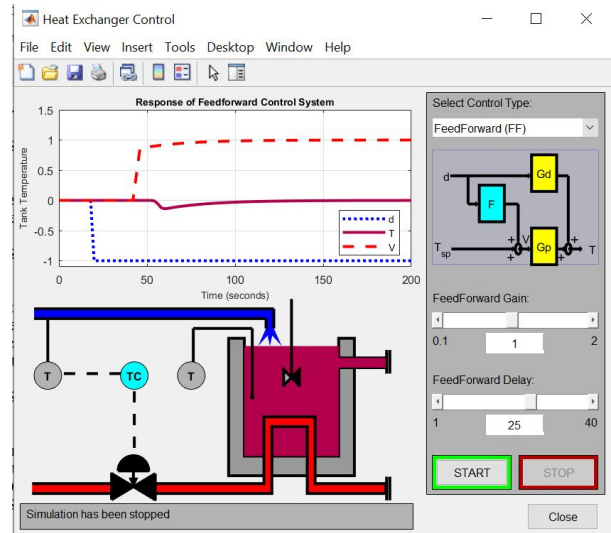 Heat Exchanger Control
File Edit View Insert Tools Desktop Window Help
Response of Feedforward Control System
1.5
1
0.5
0
-0.5
-1
Tank Temperature
0 50 100 150 200
Time (seconds)
d
T
V
Select Control Type:
FeedForward (FF)
d
F
Gd
V
+
+
Gp
+
+
T
Tsp
FeedForward Gain:
0.1 1 2
FeedForward Delay:
1 25 40
START STOP
T TC T
Simulation has been stopped
Close